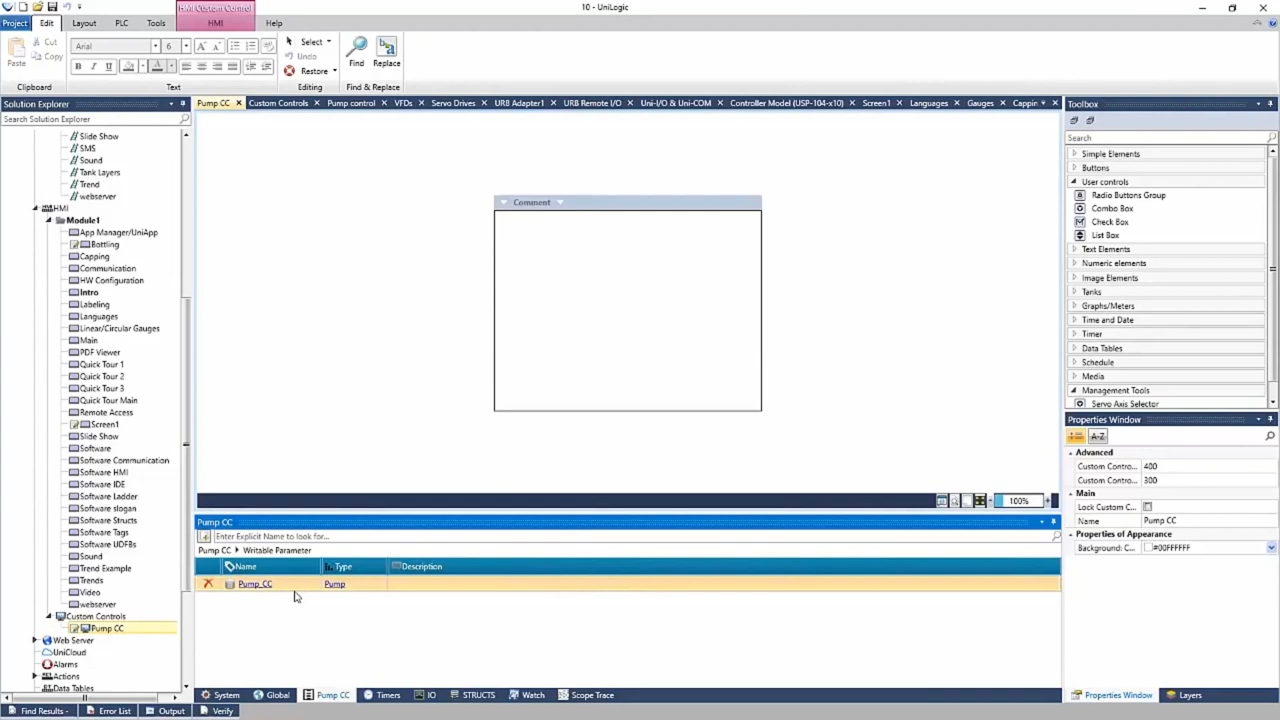 HMI Custom Control
10 - UniLogic
Project
Edit
Layout
PLC
Tools
HMI
Help
Paste
Cut
Copy
Clipboard
Arial
6
B I U
Text
Select
Undo
Restore
Editing
Find
Replace
Find & Replace
Solution Explorer
Search Solution Explorer
Slide Show
SMS
Sound
Tank Layers
Trend
webserver
HMI
Module1
App Manager/UniApp
Bottling
Capping
Communication
HW Configuration
Intro
Labeling
Languages
Linear/Circular Gauges
Main
PDF Viewer
Quick Tour 1
Quick Tour 2
Quick Tour 3
Quick Tour Main
Remote Access
Screen1
Slide Show
Software
Software Communication
Software HMI
Software IDE
Software Ladder
Software slogan
Software Structs
Software Tags
Software UDFBs
Sound
Trend Example
Trends
Video
webserver
Custom Controls
Pump CC
Web Server
UniCloud
Alarms
Actions
Data Tables
Pump CC
Custom Controls
Pump control
VFDs
Servo Drives
URB Adapter1
URB Remote I/O
Uni-I/O & Uni-COM
Controller Model (USP-104-x10)
Screen1
Languages
Gauges
Cappin
Comment
100%
Pump CC
Enter Explicit Name to look for...
Pump CC
Writable Parameter
Name
Type
Description
Pump_CC
Pump
System
Global
Pump CC
Timers
IO
STRUCTS
Watch
Scope Trace
Toolbox
Search
Simple Elements
Buttons
User controls
Radio Buttons Group
Combo Box
Check Box
List Box
Text Elements
Numeric elements
Image Elements
Tanks
Graphs/Meters
Time and Date
Timer
Data Tables
Schedule
Media
Management Tools
Servo Axis Selector
Properties Window
A-Z
Advanced
Custom Contro... 400
Custom Contro... 300
Main
Lock Custom C...
Name Pump CC
Properties of Appearance
Background: C... #00FFFFFF
Properties Window
Layers
Find Results -
Error List
Output
Verify